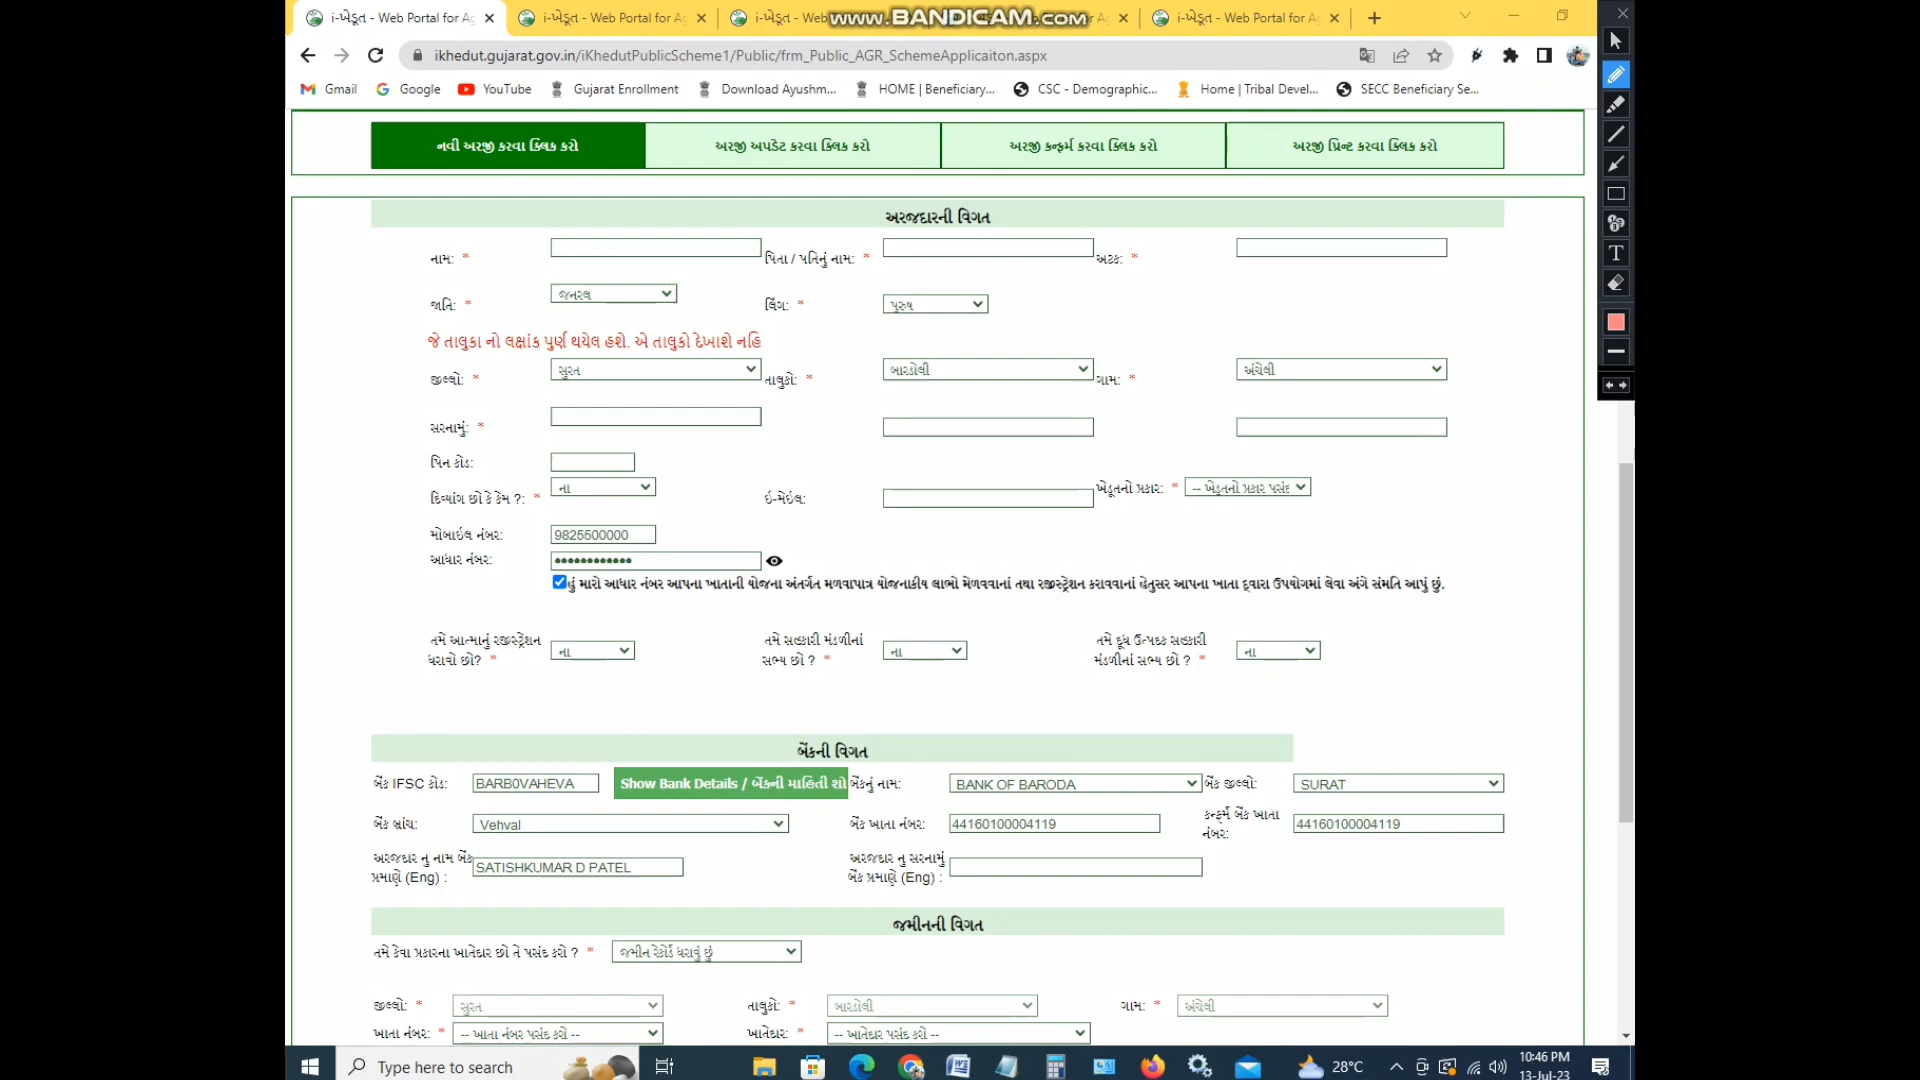 i-ખેડૂત - Web Portal for Ag
i-ખેડૂત - Web Portal for A
i-ખેડૂત - Web
www.BANDICAM.com
i-ખેડૂત - Web Portal for A
ikhedut.gujarat.gov.in/iKhedutPublicScheme1/Public/frm_Public_AGR_SchemeApplicaiton.aspx
Gmail Google YouTube Gujarat Enrollment Download Ayushm... HOME | Beneficiary... CSC - Demographic... Home | Tribal Devel... SECC Beneficiary Se...
નવી અરજી કરવા ક્લિક કરો અરજી અપડેટ કરવા ક્લિક કરો અરજી કન્ફર્મ કરવા ક્લિક કરો અરજી પ્રિન્ટ કરવા ક્લિક કરો
અરજદારની વિગત
નામ: * પિતા / પતિનું નામ: * અટક: *
જાતિ: * જનરલ લિંગ: * પુરુષ
જે તાલુકા નો લક્ષાંક પુર્ણ થયેલ હશે. એ તાલુકો દેખાશે નહિ
જીલ્લો: * સુરત તાલુકો: * બારડોલી ગામ: * અંચેલી
સરનામું: *
પિન કોડ:
દિવ્યાંગ છો કે કેમ ?: * ના ઈ-મેઈલ: ખેડૂતનો પ્રકાર: * -- ખેડૂતનો પ્રકાર પસંદ
મોબાઈલ નંબર: 9825500000
આધાર નંબર: ••••••••••••
હું મારો આધાર નંબર આપના ખાતાની યોજના અંતર્ગત મળવાપાત્ર યોજનાકીય લાભો મેળવવાનાં તથા રજીસ્ટ્રેશન કરાવવાનાં હેતુસર આપના ખાતા દ્વારા ઉપયોગમાં લેવા અંગે સંમતિ આપું છું.
તમે આત્માનું રજીસ્ટ્રેશન ધરાવો છો? * ના તમે સહકારી મંડળીનાં સભ્ય છો ? * ના તમે દૂધ ઉત્પાદક સહકારી મંડળીનાં સભ્ય છો ? * ના
બેંકની વિગત
બેંક IFSC કોડ: BARB0VAHEVA Show Bank Details / બેંકની માહિતી શો બેંકનું નામ: BANK OF BARODA બેંક જીલ્લો: SURAT
બેંક બ્રાંચ: Vehval બેંક ખાતા નંબર: 44160100004119 કન્ફર્મ બેંક ખાતા નંબર: 44160100004119
અરજદાર નુ નામ બેંક પ્રમાણે (Eng) : SATISHKUMAR D PATEL અરજદાર નુ સરનામું બેંક પ્રમાણે (Eng) :
જમીનની વિગત
તમે કેવા પ્રકારના ખાતેદાર છો તે પસંદ કરો ? * જમીન રેકોર્ડ ધરાવું છું
જીલ્લો: * સુરત તાલુકો: * બારડોલી ગામ: * અંચેલી
ખાતા નંબર: * -- ખાતા નંબર પસંદ કરો -- ખાતેદાર: * -- ખાતેદાર પસંદ કરો --
Type here to search 28°C 10:46 PM
13-Jul-23